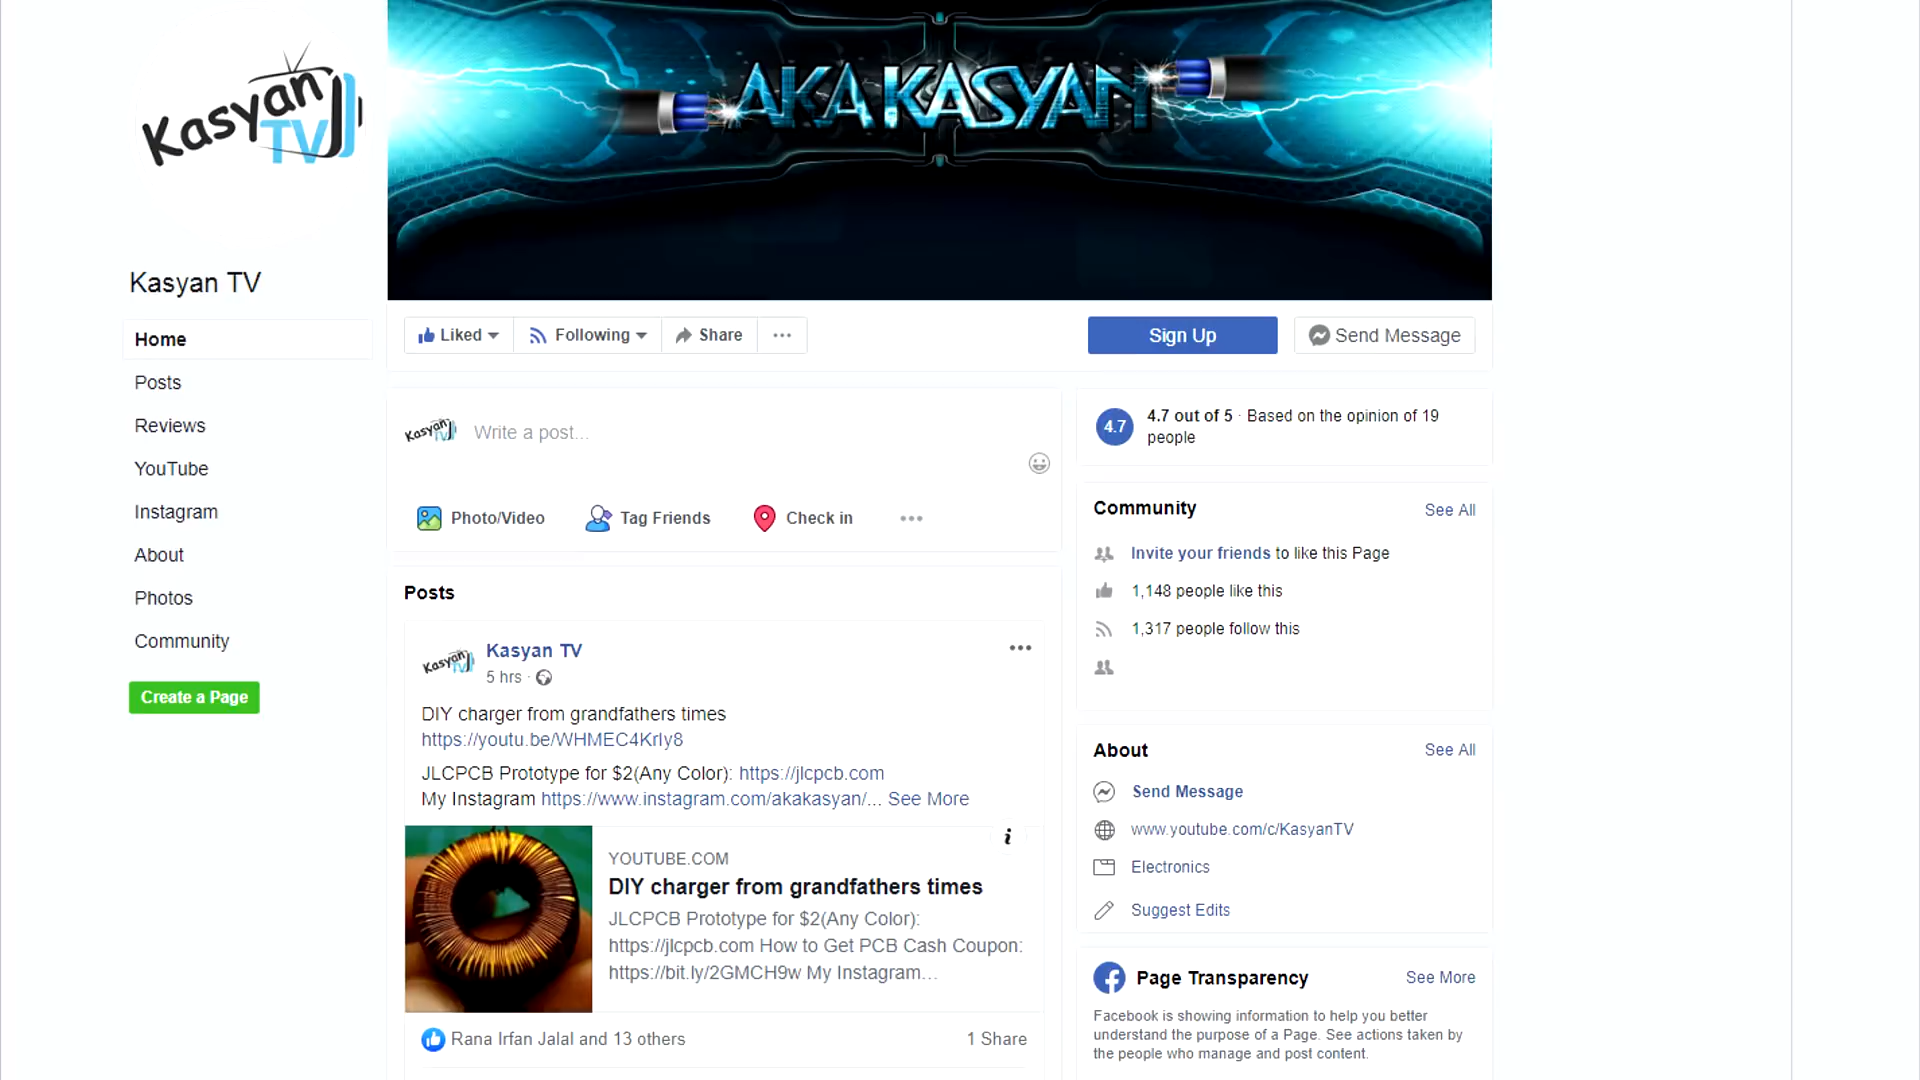 Kasyan TV
AKA KASYAN
Kasyan TV
Home
Posts
Reviews
YouTube
Instagram
About
Photos
Community
Create a Page
Liked
Following
Share
Sign Up
Send Message
Kasyan TV
Write a post...
Photo/Video
Tag Friends
Check in
Posts
Kasyan TV
Kasyan TV
5 hrs ·
DIY charger from grandfathers times
https://youtu.be/WHMEC4KrIy8
JLCPCB Prototype for $2(Any Color): https://jlcpcb.com
My Instagram https://www.instagram.com/akakasyan/... See More
YOUTUBE.COM
DIY charger from grandfathers times
JLCPCB Prototype for $2(Any Color):
https://jlcpcb.com How to Get PCB Cash Coupon:
https://bit.ly/2GMCH9w My Instagram...
Rana Irfan Jalal and 13 others
1 Share
4.7
4.7 out of 5 · Based on the opinion of 19
people
Community
See All
Invite your friends to like this Page
1,148 people like this
1,317 people follow this
About
See All
Send Message
www.youtube.com/c/KasyanTV
Electronics
Suggest Edits
Page Transparency
See More
Facebook is showing information to help you better
understand the purpose of a Page. See actions taken by
the people who manage and post content.